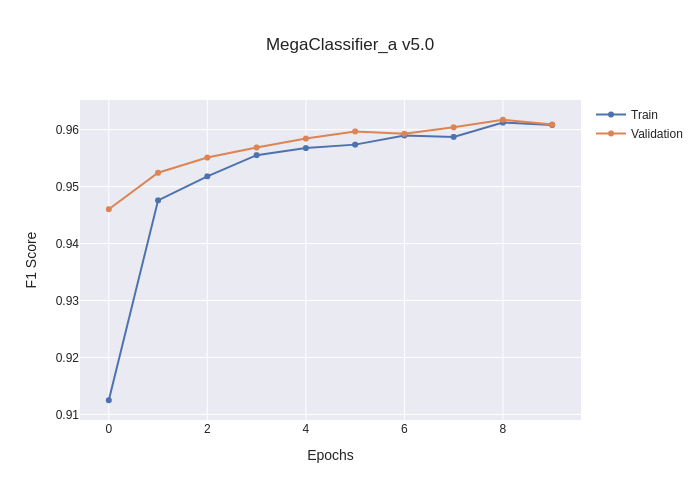 MegaClassifier_a v5.0
Train
Validation
0.96
0.95
0.94
0.93
0.92
0.91
F1 Score
0 2 4 6 8
Epochs